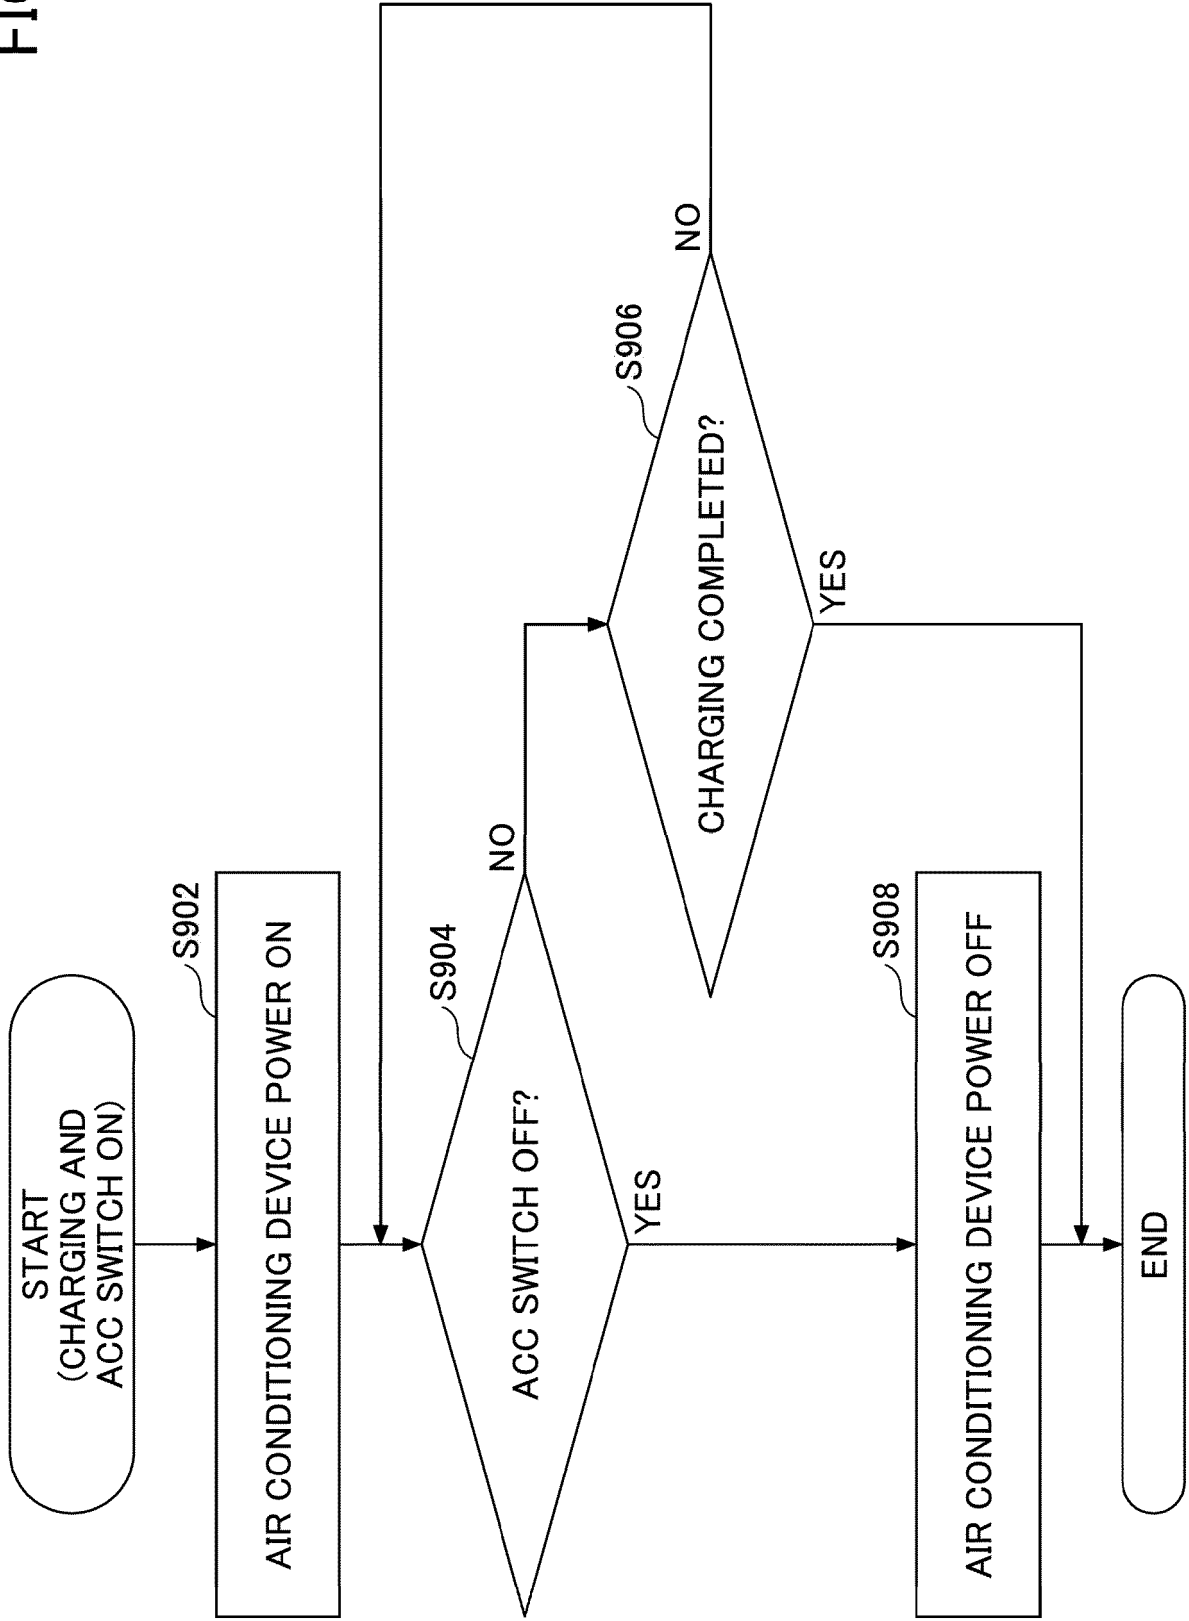 START
(CHARGING AND
ACC SWITCH ON)
S902
AIR CONDITIONING DEVICE POWER ON
S904
ACC SWITCH OFF?
NO
YES
S906
CHARGING COMPLETED?
NO
YES
S908
AIR CONDITIONING DEVICE POWER OFF
END